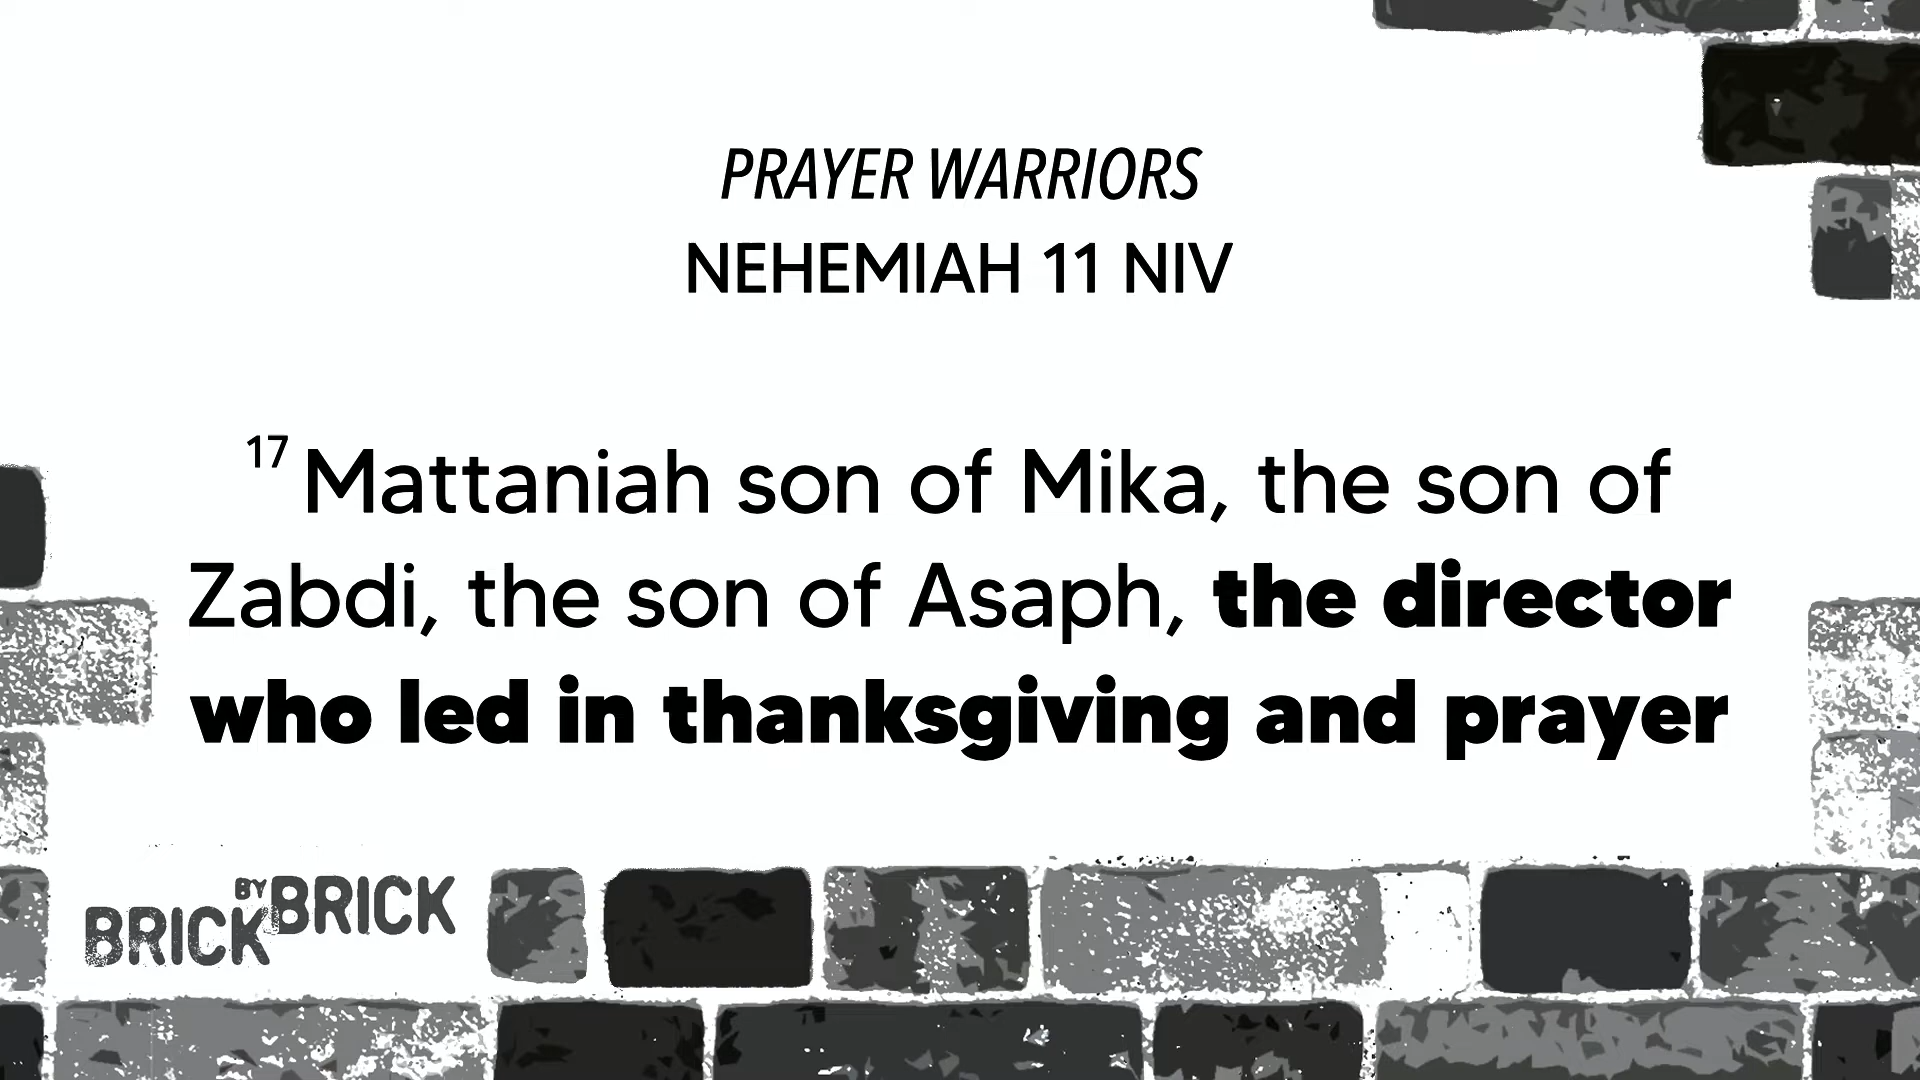 PRAYER WARRIORS
NEHEMIAH 11 NIV
17 Mattaniah son of Mika, the son of
Zabdi, the son of Asaph, the director
who led in thanksgiving and prayer
BRICK BY BRICK